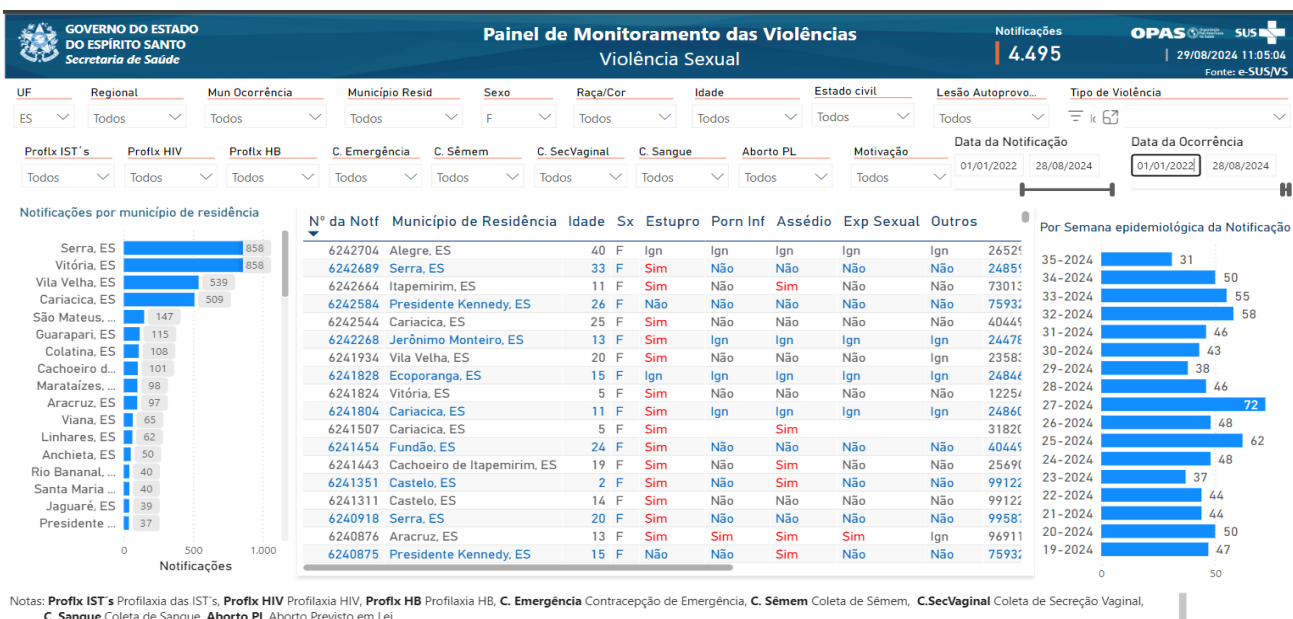 GOVERNO DO ESTADO
DO ESPÍRITO SANTO
Secretaria de Saúde
Painel de Monitoramento das Violências
Violência Sexual
Notificações
4.495
OPAS SUS
29/08/2024 11:05:04
Fonte: e-SUS/VS
UF Regional Mun Ocorrência Município Resid Sexo Raça/Cor Idade Estado civil Lesão Autoprovo... Tipo de Violência
ES Todos Todos Todos F Todos Todos Todos Todos
Proflx IST´s Proflx HIV Proflx HB C. Emergência C. Sêmem C. SecVaginal C. Sangue Aborto PL Motivação Data da Notificação Data da Ocorrência
Todos Todos Todos Todos Todos Todos Todos Todos Todos 01/01/2022 28/08/2024 01/01/2022 28/08/2024
Notificações por município de residência
Serra, ES 858
Vitória, ES 858
Vila Velha, ES 539
Cariacica, ES 509
São Mateus, ... 147
Guarapari, ES 115
Colatina, ES 108
Cachoeiro d... 101
Marataízes, ... 98
Aracruz, ES 97
Viana, ES 65
Linhares, ES 62
Anchieta, ES 50
Rio Bananal, ... 40
Santa Maria ... 40
Jaguaré, ES 39
Presidente ... 37
0 500 1.000
Notificações
Nº da Notf Município de Residência Idade Sx Estupro Porn Inf Assédio Exp Sexual Outros
6242704 Alegre, ES 40 F Ign Ign Ign Ign Ign 26529
6242689 Serra, ES 33 F Sim Não Não Não Não 24859
6242664 Itapemirim, ES 11 F Sim Não Sim Não Não 73013
6242584 Presidente Kennedy, ES 26 F Não Não Não Não Não 75932
6242544 Cariacica, ES 25 F Sim Não Não Não Não 40449
6242268 Jerônimo Monteiro, ES 13 F Sim Ign Ign Ign Ign 24478
6241934 Vila Velha, ES 20 F Sim Não Não Não Ign 23583
6241828 Ecoporanga, ES 15 F Ign Ign Ign Ign Ign 24846
6241824 Vitória, ES 5 F Sim Não Não Não Não 12254
6241804 Cariacica, ES 11 F Sim Ign Ign Ign Ign 24860
6241507 Cariacica, ES 5 F Sim Sim 31820
6241454 Fundão, ES 24 F Sim Não Não Não Não 40449
6241443 Cachoeiro de Itapemirim, ES 19 F Sim Não Sim Não Não 25690
6241351 Castelo, ES 2 F Sim Não Sim Não Não 99122
6241311 Castelo, ES 14 F Sim Não Não Não Não 99122
6240918 Serra, ES 20 F Sim Não Não Não Não 99587
6240876 Aracruz, ES 13 F Sim Sim Sim Sim Ign 96911
6240875 Presidente Kennedy, ES 15 F Não Não Sim Não Não 75932
Por Semana epidemiológica da Notificação
35-2024 31
34-2024 50
33-2024 55
32-2024 58
31-2024 46
30-2024 43
29-2024 38
28-2024 46
27-2024 72
26-2024 48
25-2024 62
24-2024 48
23-2024 37
22-2024 44
21-2024 44
20-2024 50
19-2024 47
0 50
Notas: Proflx IST´s Profilaxia das IST´s, Proflx HIV Profilaxia HIV, Proflx HB Profilaxia HB, C. Emergência Contracepção de Emergência, C. Sêmem Coleta de Sêmem, C.SecVaginal Coleta de Secreção Vaginal,
C. Sangue Coleta de Sangue, Aborto PL Aborto Previsto em Lei